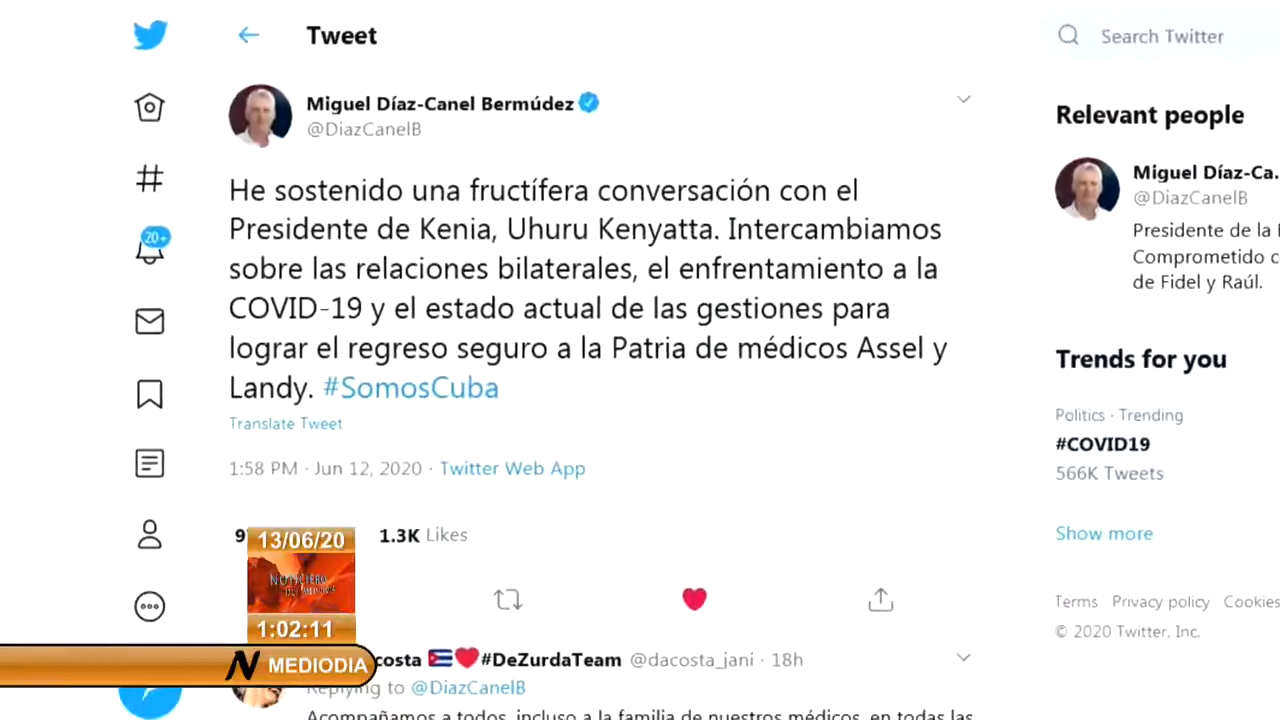 Tweet
Search Twitter
Miguel Díaz-Canel Bermúdez
@DiazCanelB
He sostenido una fructífera conversación con el
Presidente de Kenia, Uhuru Kenyatta. Intercambiamos
sobre las relaciones bilaterales, el enfrentamiento a la
COVID-19 y el estado actual de las gestiones para
lograr el regreso seguro a la Patria de médicos Assel y
Landy. #SomosCuba
Translate Tweet
1:58 PM · Jun 12, 2020 · Twitter Web App
1.3K Likes
20+
Relevant people
Miguel Díaz-Ca.
@DiazCanelB
Presidente de la
Comprometido
de Fidel y Raúl.
Trends for you
Politics · Trending
#COVID19
566K Tweets
Show more
Terms Privacy policy Cookies
© 2020 Twitter, Inc.
13/06/20
NOTICIERO
DEL MEDIODIA
1:02:11
N MEDIODIA
costa #DeZurdaTeam @dacosta_jani · 18h
Replying to @DiazCanelB
Acompañamos a todos, incluso a la familia de nuestros médicos, en todas las